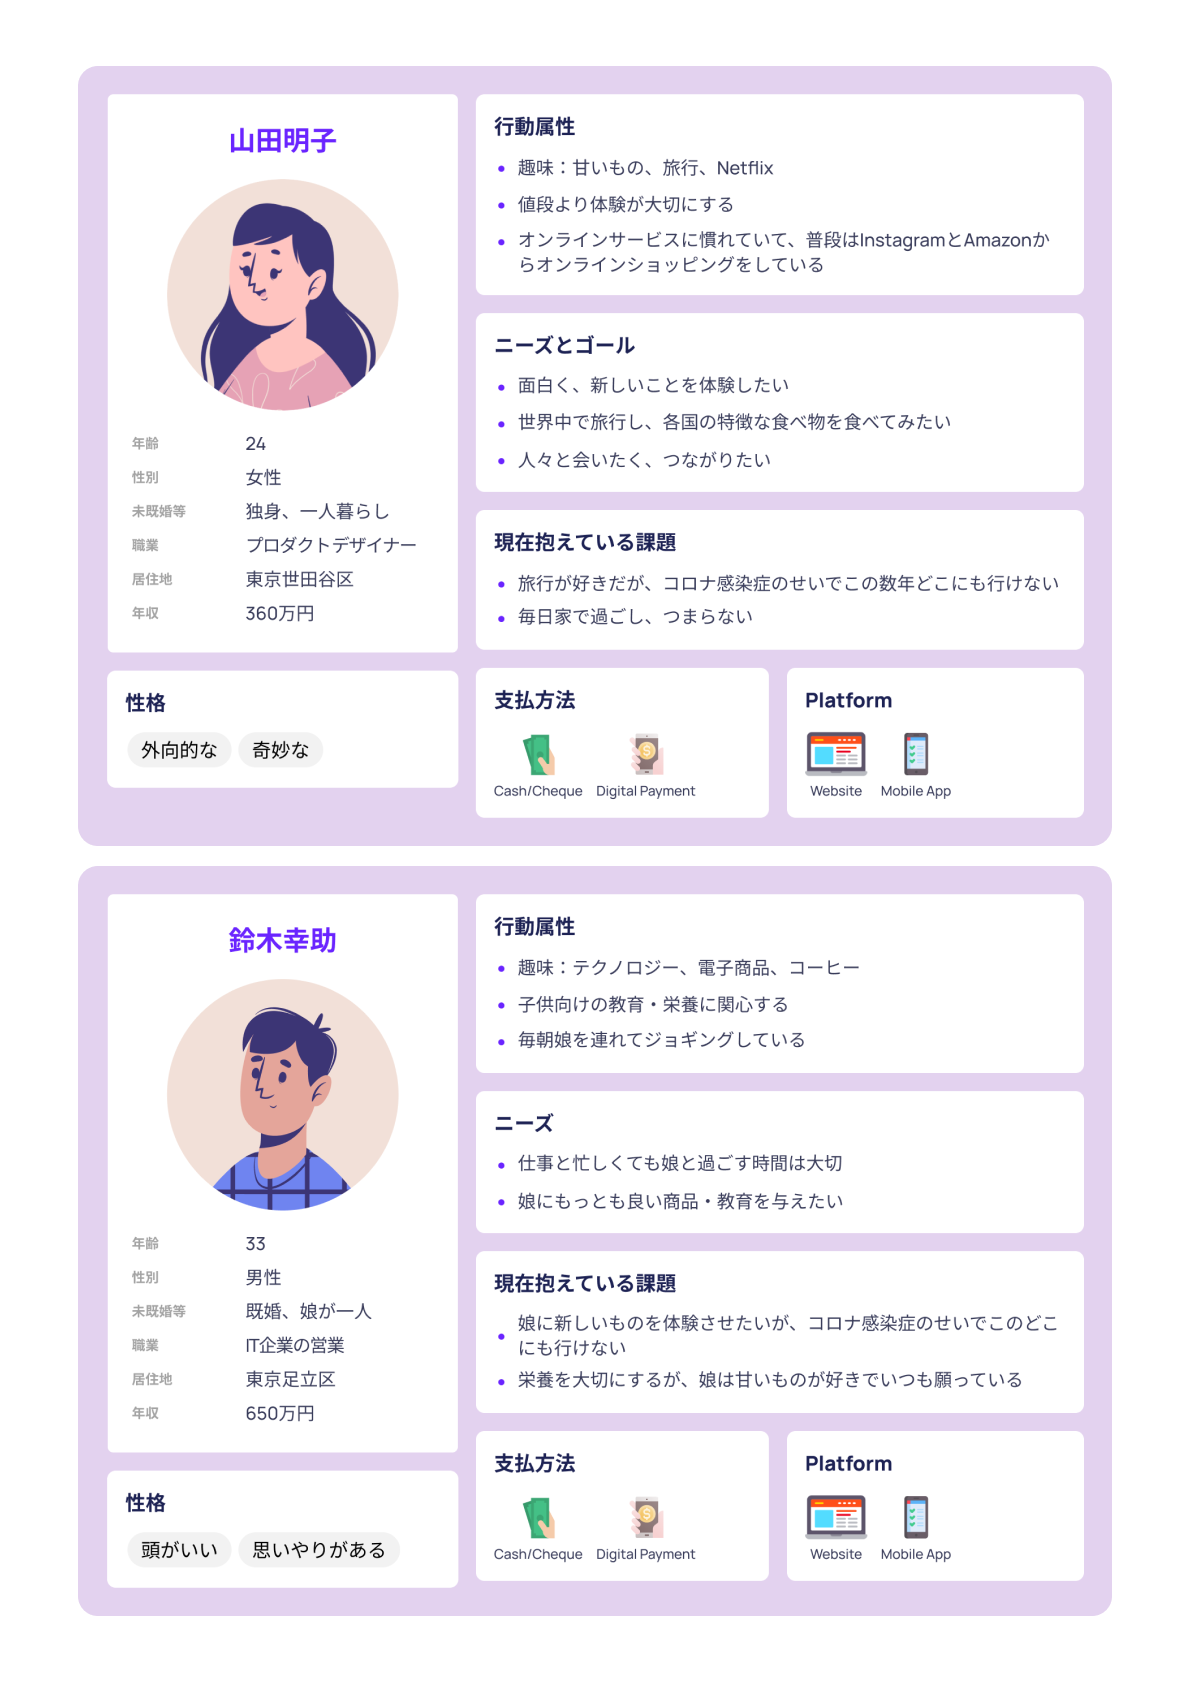 山田明子
年齢 24
性別 女性
未既婚等 独身、一人暮らし
職業 プロダクトデザイナー
居住地 東京世田谷区
年収 360万円
性格
外向的な 奇妙な
行動属性
趣味：甘いもの、旅行、Netflix
値段より体験が大切にする
オンラインサービスに慣れていて、普段はInstagramとAmazonか
らオンラインショッピングをしている
ニーズとゴール
面白く、新しいことを体験したい
世界中で旅行し、各国の特徴な食べ物を食べてみたい
人々と会いたく、つながりたい
現在抱えている課題
旅行が好きだが、コロナ感染症のせいでこの数年どこにも行けない
毎日家で過ごし、つまらない
支払方法
Cash/Cheque Digital Payment
Platform
Website Mobile App
鈴木幸助
年齢 33
性別 男性
未既婚等 既婚、娘が一人
職業 IT企業の営業
居住地 東京足立区
年収 650万円
性格
頭がいい 思いやりがある
行動属性
趣味：テクノロジー、電子商品、コーヒー
子供向けの教育・栄養に関心する
毎朝娘を連れてジョギングしている
ニーズ
仕事と忙しくても娘と過ごす時間は大切
娘にもっとも良い商品・教育を与えたい
現在抱えている課題
娘に新しいものを体験させたいが、コロナ感染症のせいでこのどこ
にも行けない
栄養を大切にするが、娘は甘いものが好きでいつも願っている
支払方法
Cash/Cheque Digital Payment
Platform
Website Mobile App